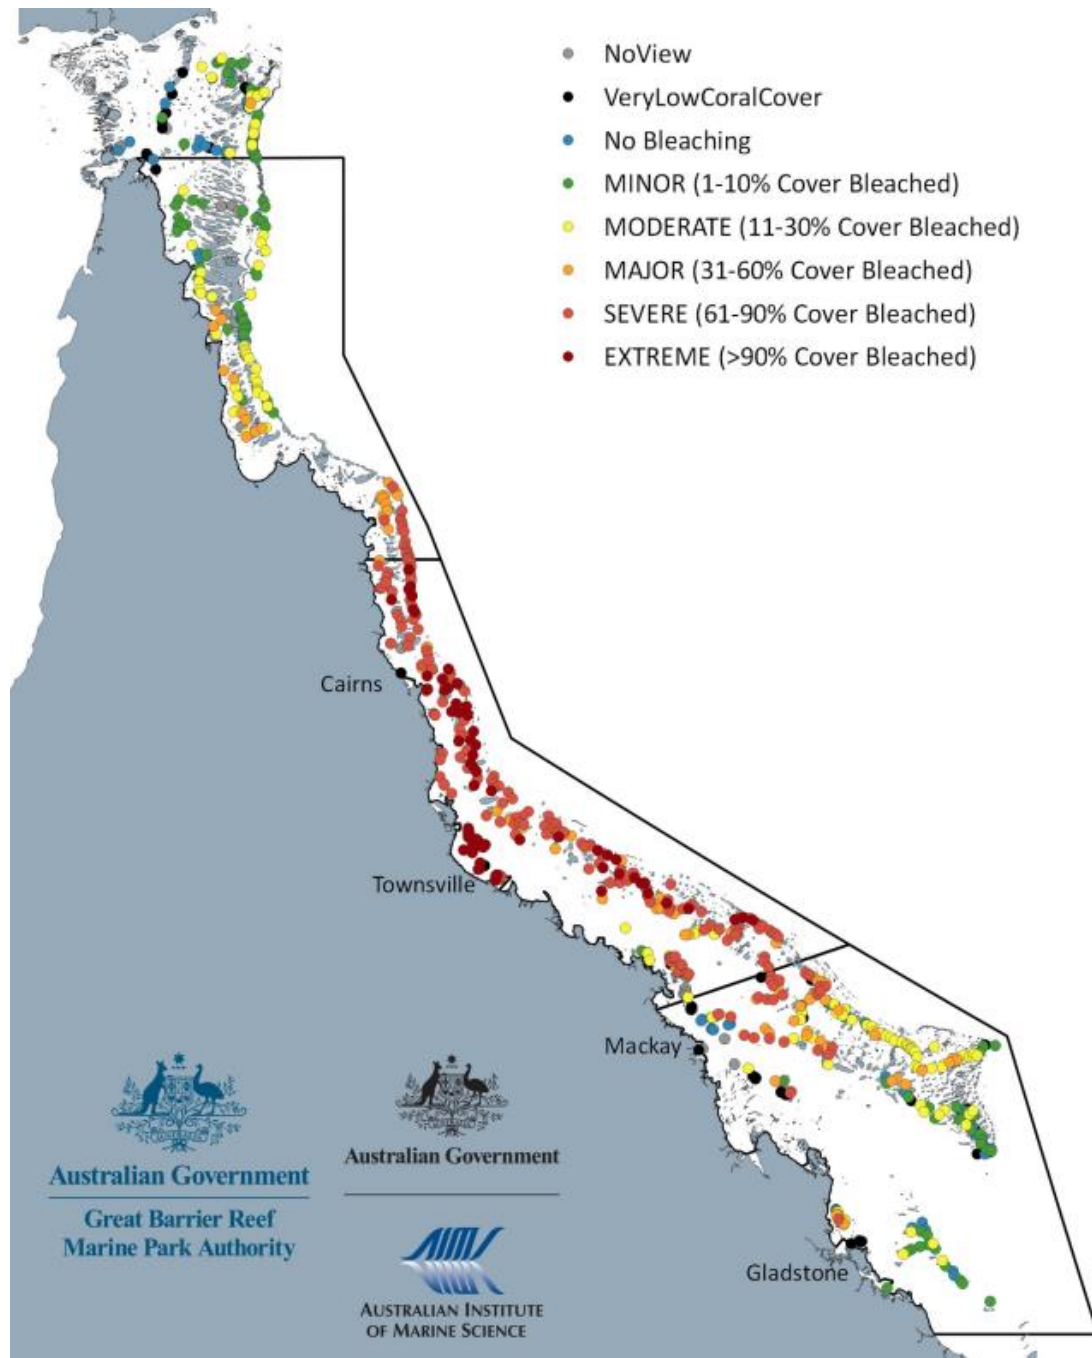 NoView
VeryLowCoralCover
No Bleaching
MINOR (1-10% Cover Bleached)
MODERATE (11-30% Cover Bleached)
MAJOR (31-60% Cover Bleached)
SEVERE (61-90% Cover Bleached)
EXTREME (>90% Cover Bleached)
Cairns
Townsville
Mackay
Gladstone
Australian Government
Great Barrier Reef
Marine Park Authority
Australian Government
AIMS
AUSTRALIAN INSTITUTE
OF MARINE SCIENCE